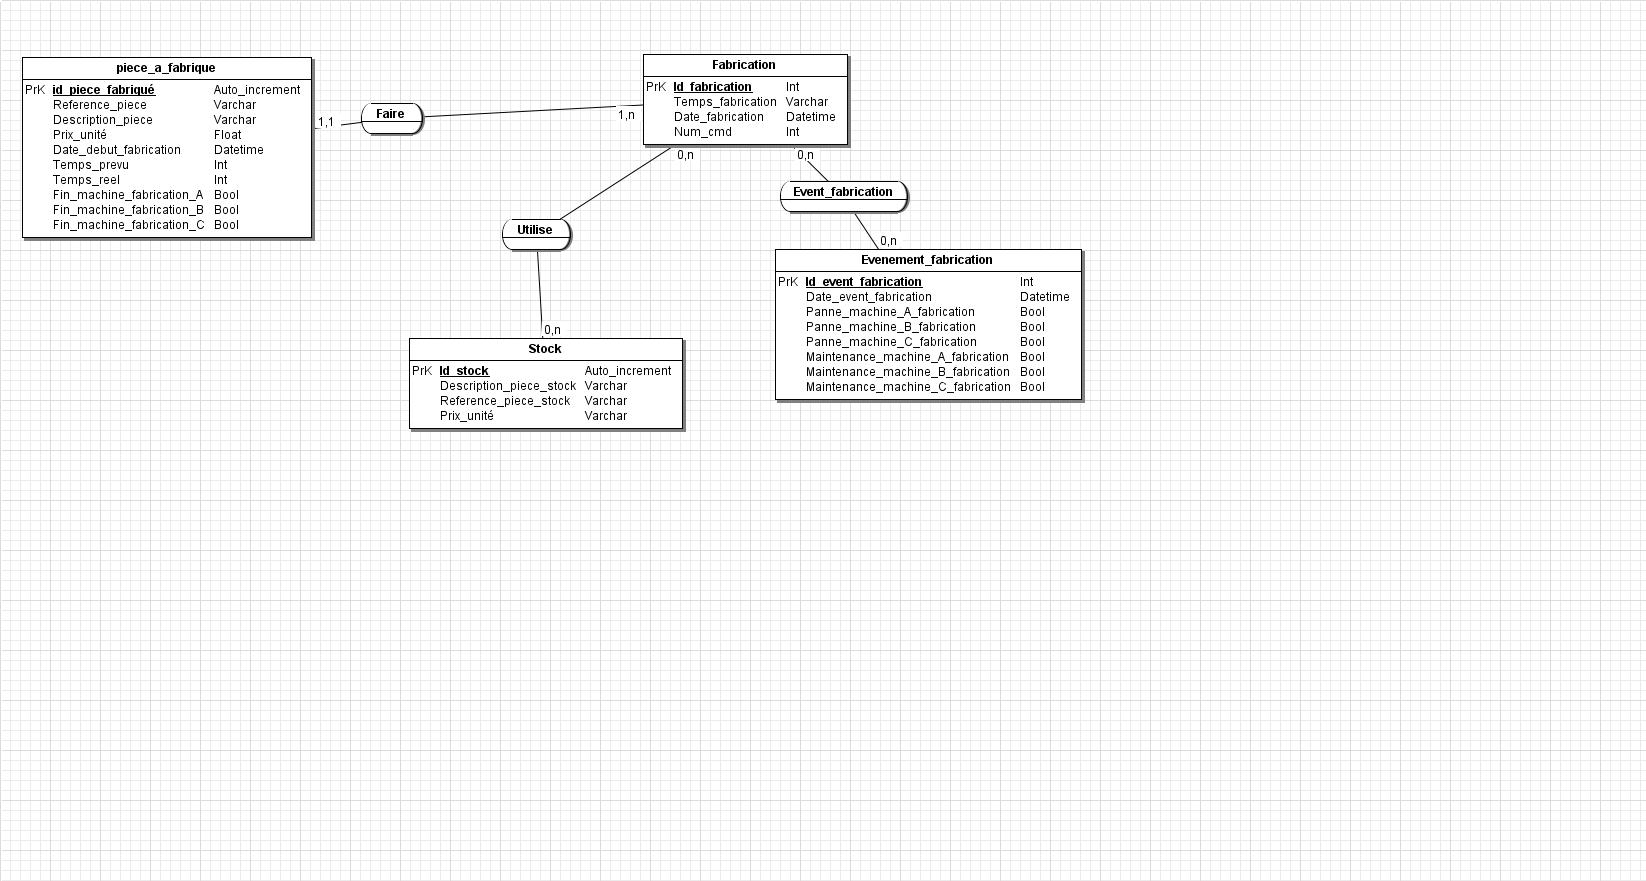 piece_a_fabrique
PrK id_piece_fabriqué Auto_increment
Reference_piece Varchar
Description_piece Varchar
Prix_unité Float
Date_debut_fabrication Datetime
Temps_prevu Int
Temps_reel Int
Fin_machine_fabrication_A Bool
Fin_machine_fabrication_B Bool
Fin_machine_fabrication_C Bool
1,1
Faire
1,n
Fabrication
PrK Id_fabrication Int
Temps_fabrication Varchar
Date_fabrication Datetime
Num_cmd Int
0,n
0,n
Event_fabrication
Utilise
0,n
Evenement_fabrication
PrK Id_event_fabrication Int
Date_event_fabrication Datetime
Panne_machine_A_fabrication Bool
Panne_machine_B_fabrication Bool
Panne_machine_C_fabrication Bool
Maintenance_machine_A_fabrication Bool
Maintenance_machine_B_fabrication Bool
Maintenance_machine_C_fabrication Bool
0,n
Stock
PrK Id_stock Auto_increment
Description_piece_stock Varchar
Reference_piece_stock Varchar
Prix_unité Varchar